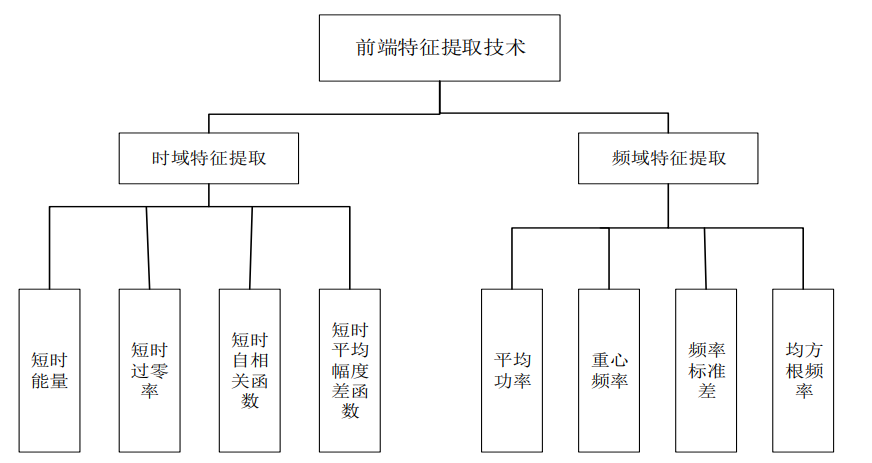 前端特征提取技术
时域特征提取
频域特征提取
短时
能量
短时
过零
率
短时
自相
关函
数
短时
平均
幅度
差函
数
平均
功率
重心
频率
频率
标准
差
均方
根频
率